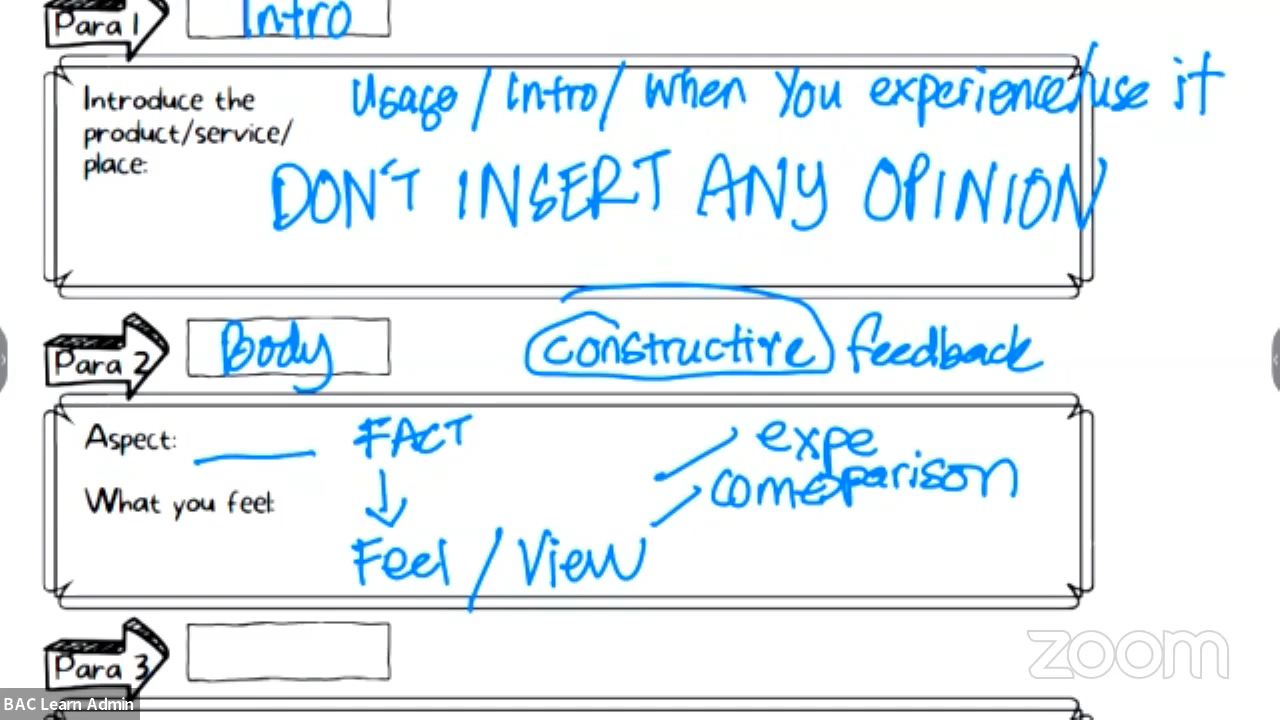 Para 1 Intro
Introduce the
product/service/
place:
Usage / Intro / When You experience/use it
DON'T INSERT ANY OPINION
Para 2 Body constructive feedback
Aspect: ____ FACT
What you feel:
Feel / View
expe
comeparison
Para 3
zoom
BAC Learn Admin